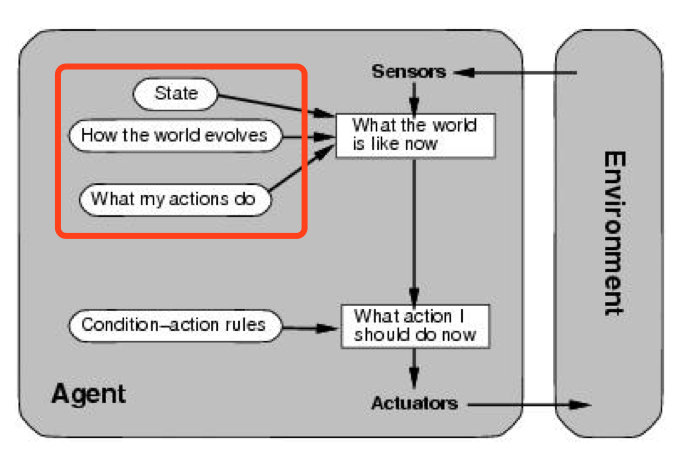 Sensors
State
How the world evolves
What my actions do
What the world
is like now
Condition–action rules
What action I
should do now
Agent
Actuators
Environment